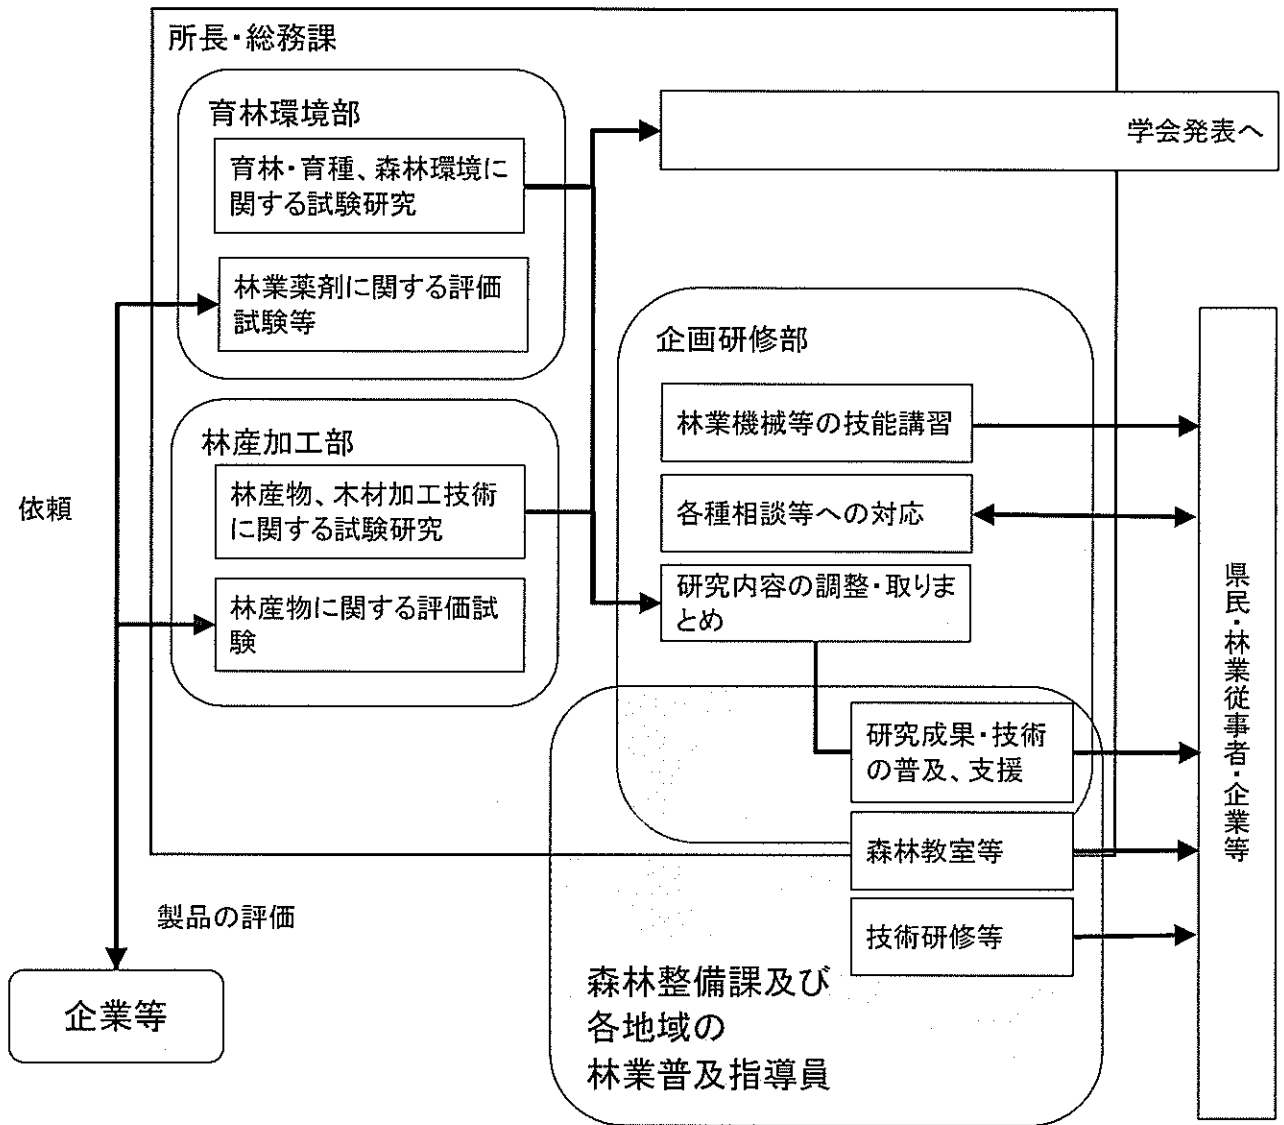 所長・総務課
育林環境部
育林・育種、森林環境に
関する試験研究
林業薬剤に関する評価
試験等
学会発表へ
林産加工部
林産物、木材加工技術
に関する試験研究
林産物に関する評価試
験
依頼
企画研修部
林業機械等の技能講習
各種相談等への対応
研究内容の調整・取りま
とめ
研究成果・技術
の普及、支援
森林教室等
技術研修等
県民・林業従事者・企業等
製品の評価
企業等
森林整備課及び
各地域の
林業普及指導員